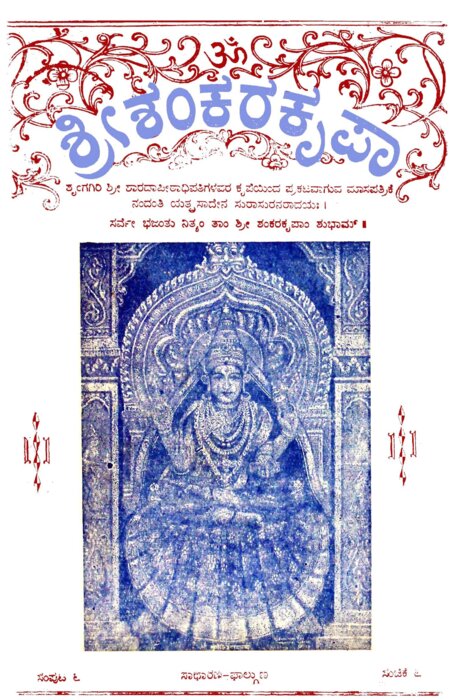 ಓಂ
ಶ್ರೀಶಂಕರಕೃಪಾ
ಶೃಂಗಗಿರಿ ಶ್ರೀ ಶಾರದಾಪೀಠಾಧಿಪತಿಗಳವರ ಕೃಪೆಯಿಂದ ಪ್ರಕಟವಾಗುವ ಮಾಸಪತ್ರಿಕೆ
ನಂದಂತಿ ಯತ್ಪ್ರಸಾದೇನ ಸುರಾಸುರನರಾದಯಃ ।
ಸರ್ವೇ ಭಜಂತು ನಿತ್ಯಂ ತಾಂ ಶ್ರೀ ಶಂಕರಕೃಪಾಂ ಶುಭಾಮ್ ॥
ಸಂಪುಟ ೬ ಸಾಧಾರಣ-ಫಾಲ್ಗುಣ ಸಂಚಿಕೆ ೬